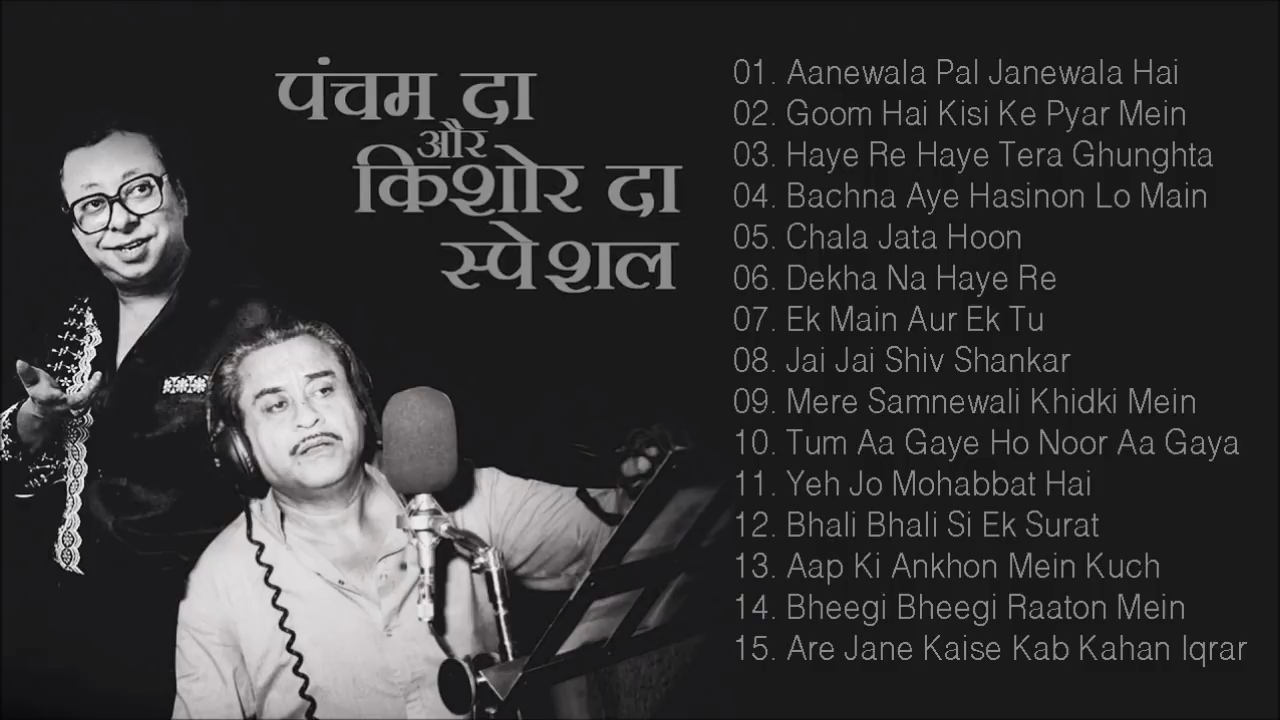 पंचम दा
और
किशोर दा
स्पेशल
01. Aanewala Pal Janewala Hai
02. Goom Hai Kisi Ke Pyar Mein
03. Haye Re Haye Tera Ghunghta
04. Bachna Aye Hasinon Lo Main
05. Chala Jata Hoon
06. Dekha Na Haye Re
07. Ek Main Aur Ek Tu
08. Jai Jai Shiv Shankar
09. Mere Samnewali Khidki Mein
10. Tum Aa Gaye Ho Noor Aa Gaya
11. Yeh Jo Mohabbat Hai
12. Bhali Bhali Si Ek Surat
13. Aap Ki Ankhon Mein Kuch
14. Bheegi Bheegi Raaton Mein
15. Are Jane Kaise Kab Kahan Iqrar